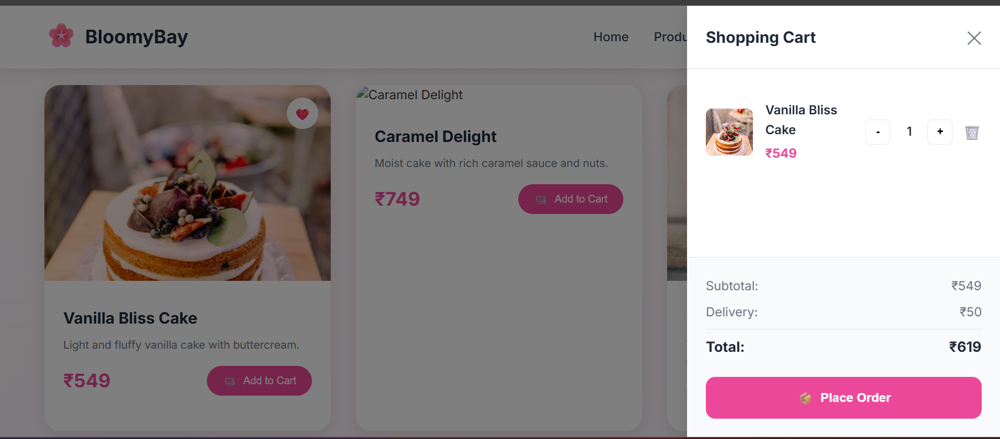 BloomyBay
Home Produ
Caramel Delight
Caramel Delight
Moist cake with rich caramel sauce and nuts.
₹749 Add to Cart
Vanilla Bliss Cake
Light and fluffy vanilla cake with buttercream.
₹549 Add to Cart
Shopping Cart
Vanilla Bliss
Cake
₹549
- 1 +
Subtotal: ₹549
Delivery: ₹50
Total: ₹619
Place Order